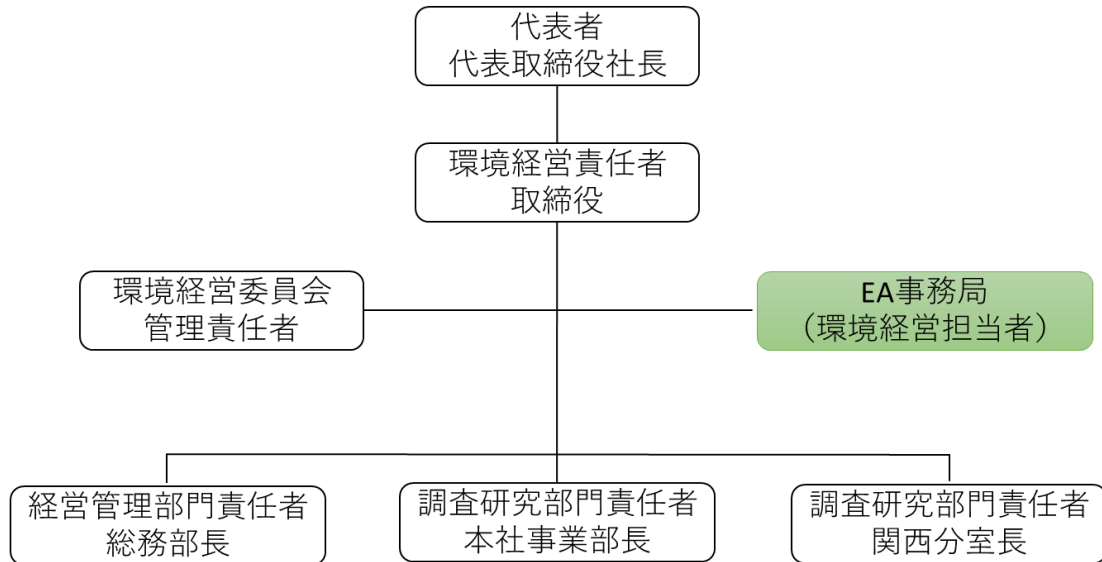 代表者
代表取締役社長
環境経営責任者
取締役
環境経営委員会
管理責任者
EA事務局
（環境経営担当者）
経営管理部門責任者
総務部長
調査研究部門責任者
本社事業部長
調査研究部門責任者
関西分室長